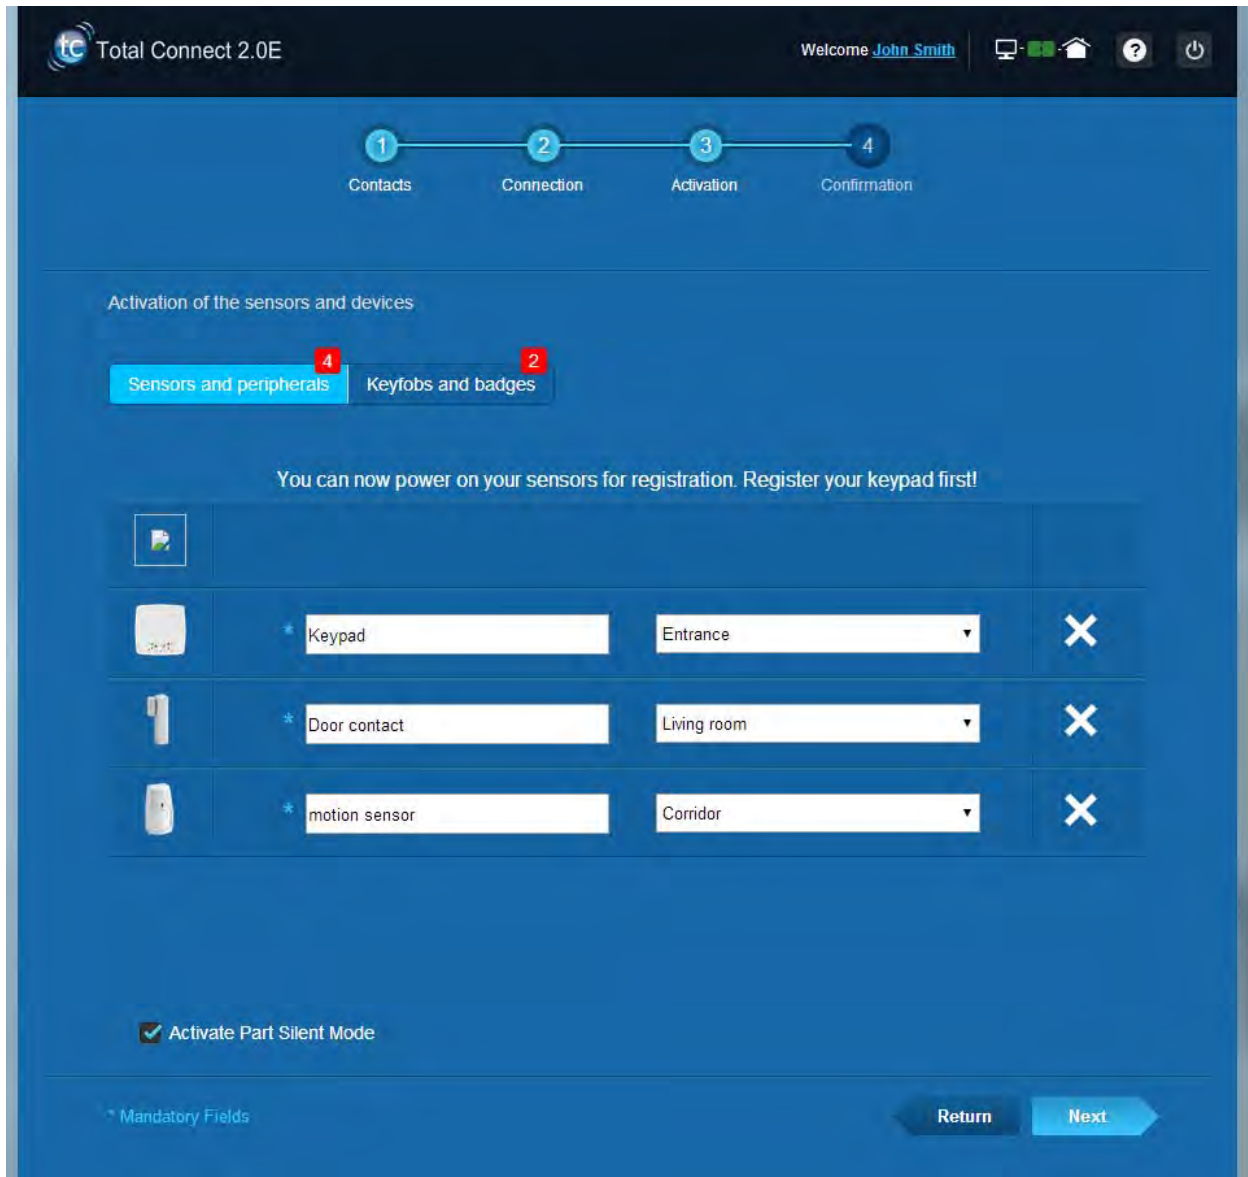 tc Total Connect 2.0E
Welcome John Smith
?
1 2 3 4
Contacts Connection Activation Confirmation
Activation of the sensors and devices
4 2
Sensors and peripherals Keyfobs and badges
You can now power on your sensors for registration. Register your keypad first!
* Keypad Entrance
* Door contact Living room
* motion sensor Corridor
Activate Part Silent Mode
* Mandatory Fields Return Next